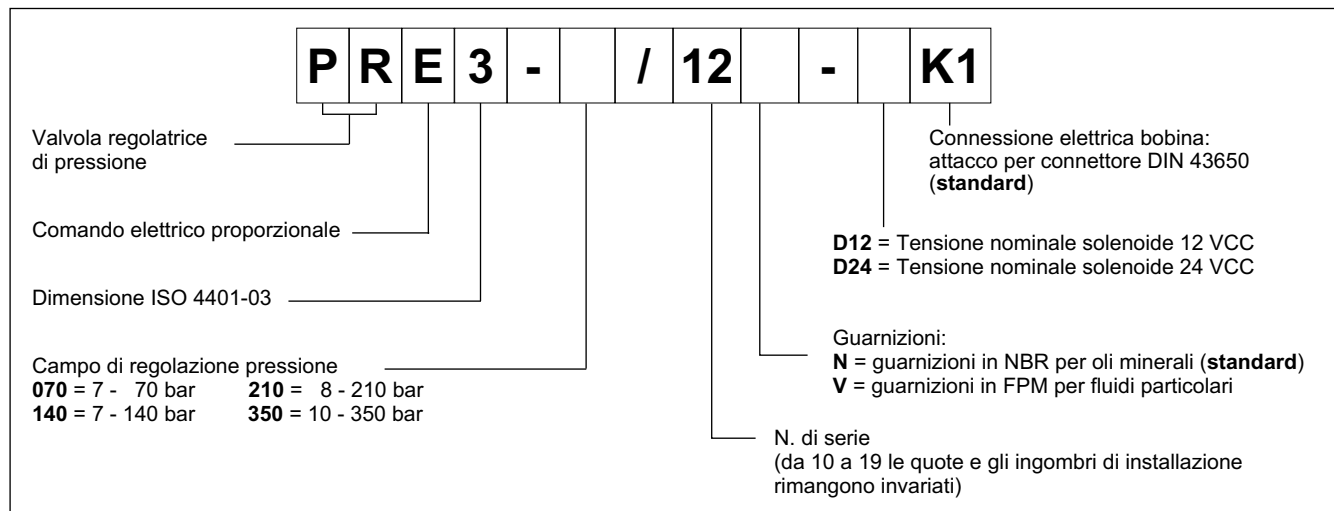 PRE3- /12 - K1
Valvola regolatrice
di pressione
Comando elettrico proporzionale
Dimensione ISO 4401-03
Campo di regolazione pressione
070 = 7 - 70 bar 210 = 8 - 210 bar
140 = 7 - 140 bar 350 = 10 - 350 bar
Connessione elettrica bobina:
attacco per connettore DIN 43650
(standard)
D12 = Tensione nominale solenoide 12 VCC
D24 = Tensione nominale solenoide 24 VCC
Guarnizioni:
N = guarnizioni in NBR per oli minerali (standard)
V = guarnizioni in FPM per fluidi particolari
N. di serie
(da 10 a 19 le quote e gli ingombri di installazione
rimangono invariati)